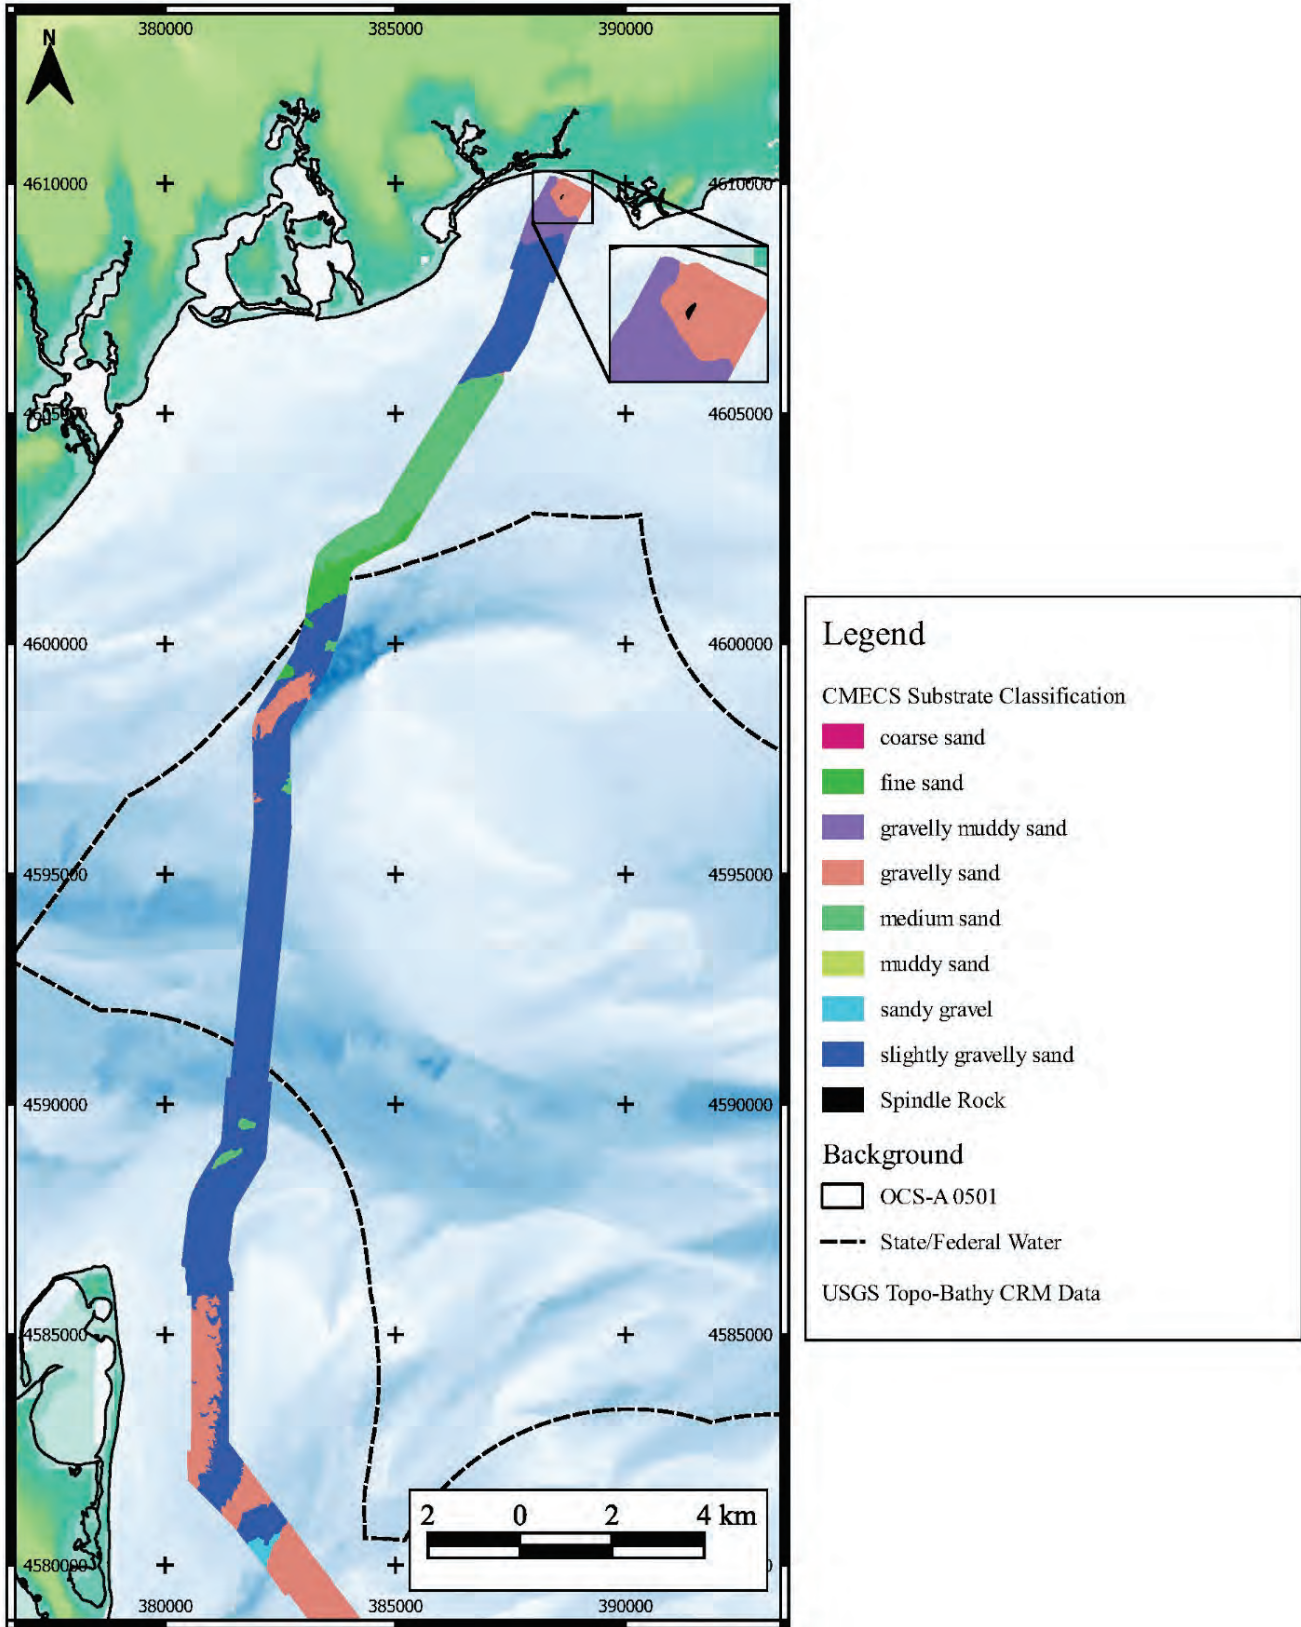 380000 385000 390000
N
4610000 4610000
4605000 4605000
4600000 4600000
4595000 4595000
4590000 4590000
4585000 4585000
2 0 2 4 km
4580000
380000 385000 390000
Legend
CMECS Substrate Classification
coarse sand
fine sand
gravelly muddy sand
gravelly sand
medium sand
muddy sand
sandy gravel
slightly gravelly sand
Spindle Rock
Background
OCS-A 0501
State/Federal Water
USGS Topo-Bathy CRM Data